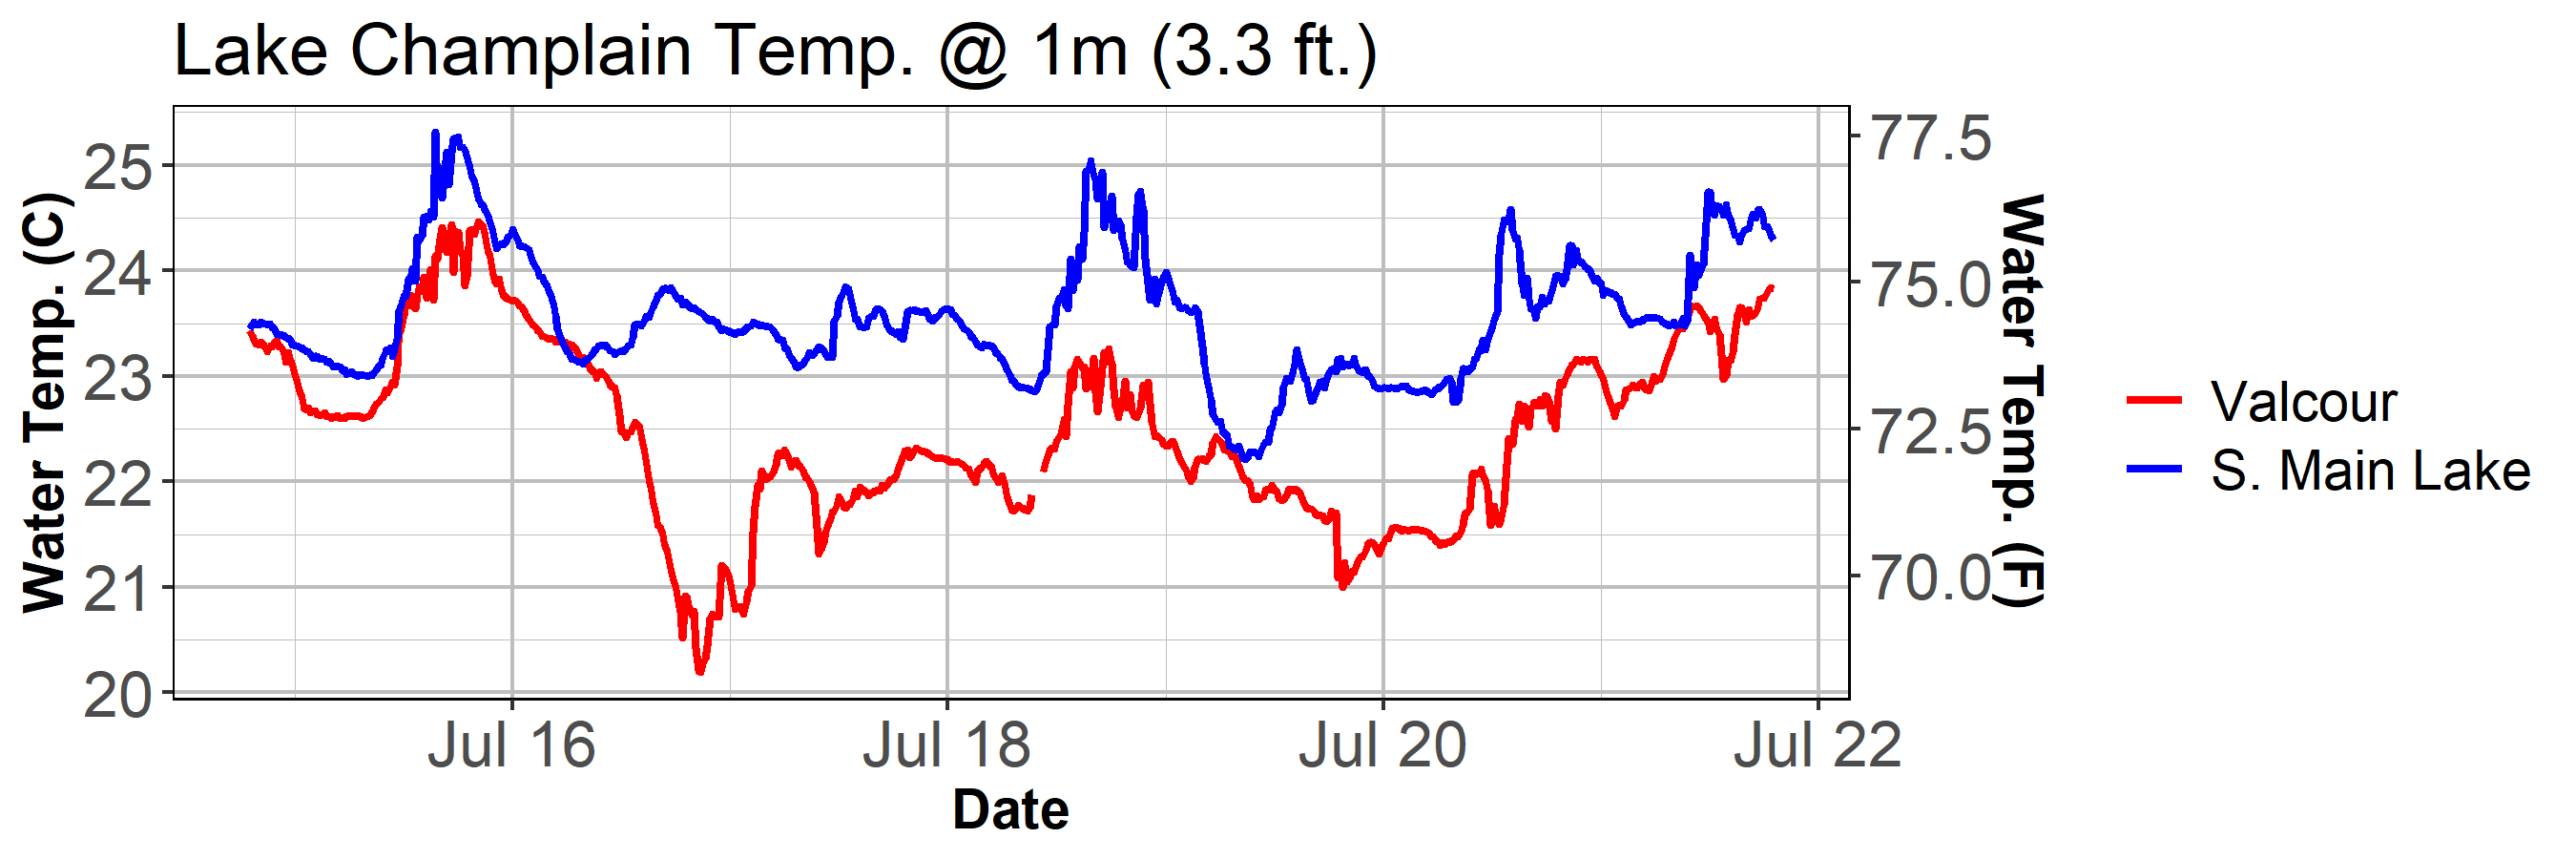 Lake Champlain Temp. @ 1m (3.3 ft.)
Water Temp. (C)
25
24
23
22
21
20
77.5
75.0
72.5
70.0
Water Temp. (F)
Jul 16
Jul 18
Jul 20
Jul 22
Date
Valcour
S. Main Lake